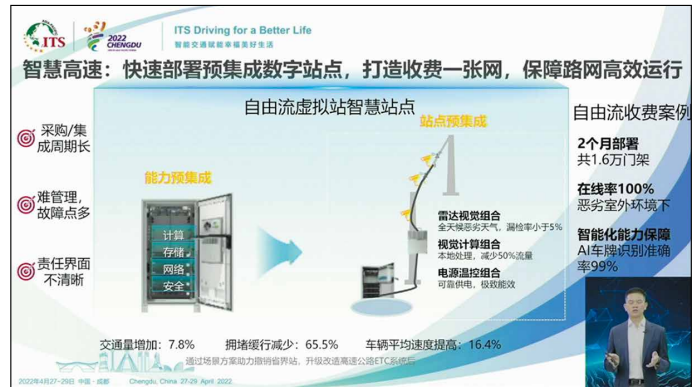 ITS
2022
CHENGDU
ITS Driving for a Better Life
智能交通赋能幸福美好生活
智慧高速：快速部署预集成数字站点，打造收费一张网，保障路网高效运行
自由流虚拟站智慧站点
采购/集
成周期长
难管理，
故障点多
责任界面
不清晰
能力预集成
计算
存储
网络
安全
站点预集成
雷达视觉组合
全天候恶劣天气，漏检率小于5%
视觉计算组合
本地处理，减少50%流量
电源温控组合
可靠供电，极致能效
自由流收费案例
2个月部署
共1.6万门架
在线率100%
恶劣室外环境下
智能化能力保障
AI车牌识别准确
率99%
交通量增加：7.8% 拥堵缓行减少：65.5% 车辆平均速度提高：16.4%
通过场景方案助力撤销省界站，升级改造高速公路ETC系统后
2022年4月27-29日 中国·成都 Chengdu, China 27-29 April 2022